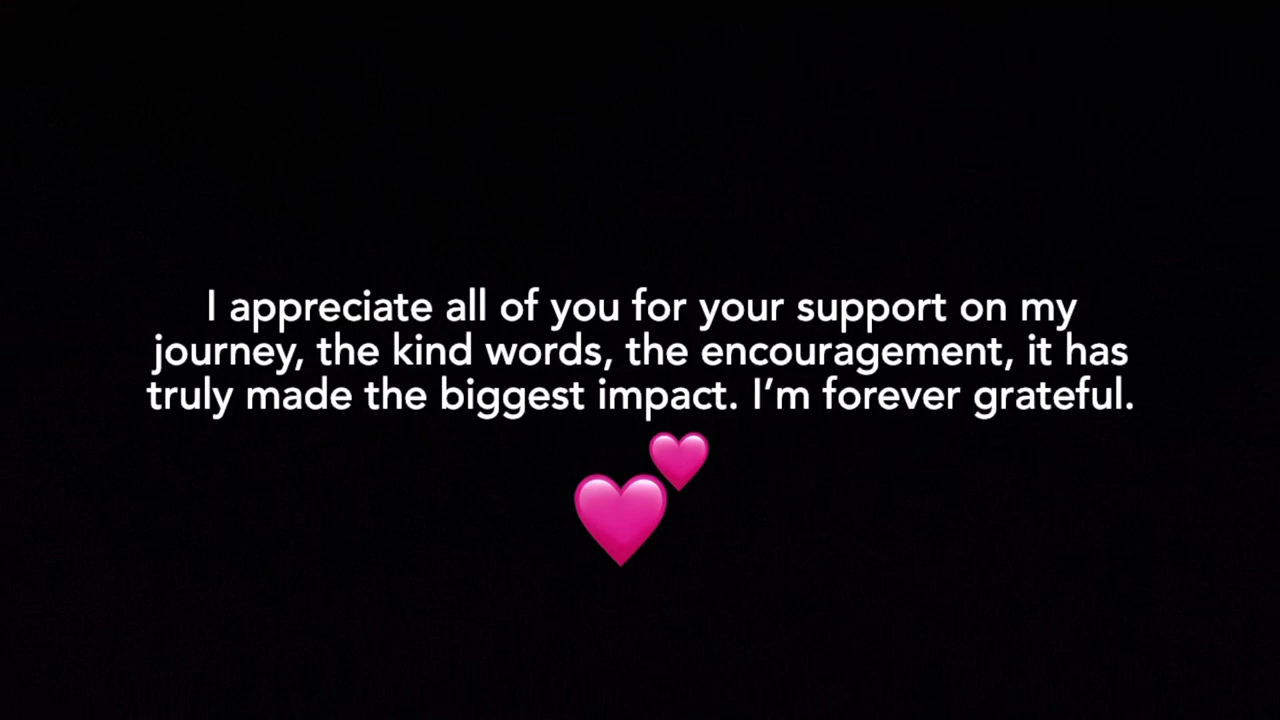 I appreciate all of you for your support on my
journey, the kind words, the encouragement, it has
truly made the biggest impact. I’m forever grateful.
💕